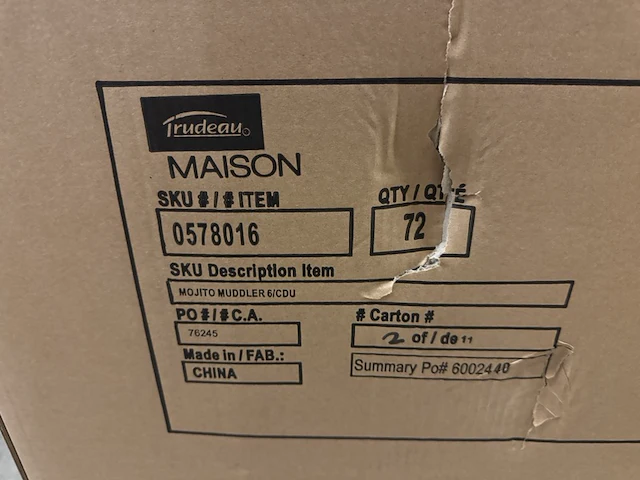 Trudeau
MAISON
SKU # / # ITEM
QTY / QTÉ
0578016
72
SKU Description Item
MOJITO MUDDLER 6/CDU
PO # / # C.A.
# Carton #
76245
2 of / de 11
Made in / FAB.:
Summary Po# 6002440
CHINA